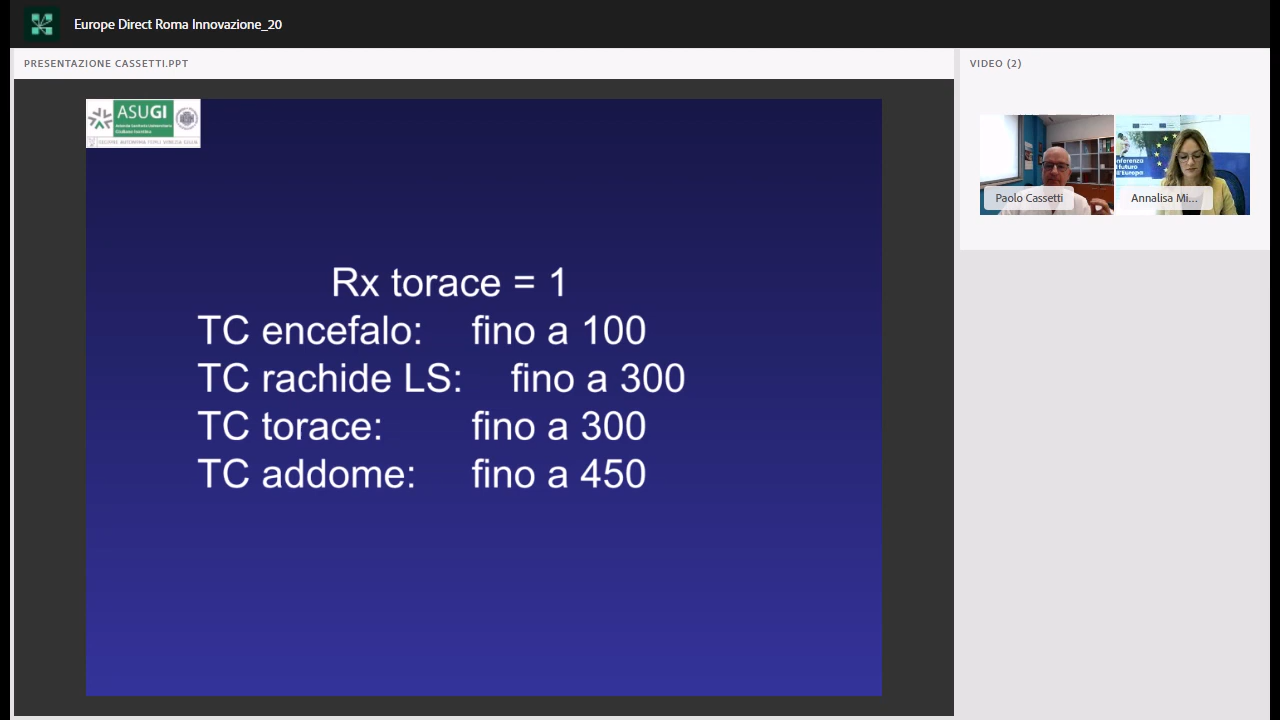 Europe Direct Roma Innovazione_20
PRESENTAZIONE CASSETTI.PPT
VIDEO (2)
ASUGI
Rx torace = 1
TC encefalo: fino a 100
TC rachide LS: fino a 300
TC torace: fino a 300
TC addome: fino a 450
Paolo Cassetti
Annalisa Mi...